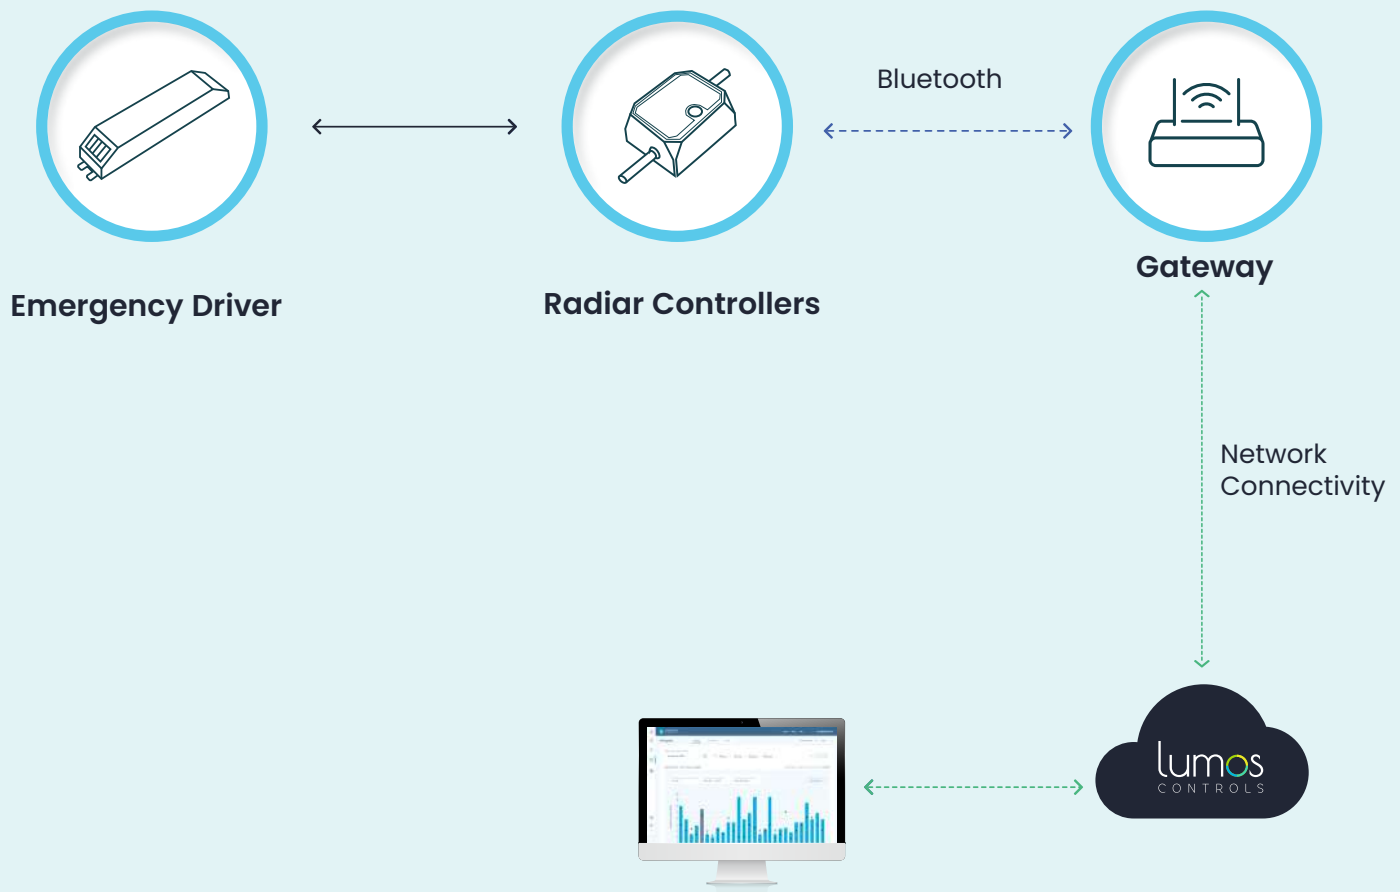 Bluetooth
Gateway
Emergency Driver
Radiar Controllers
Network
Connectivity
lumos
CONTROLS